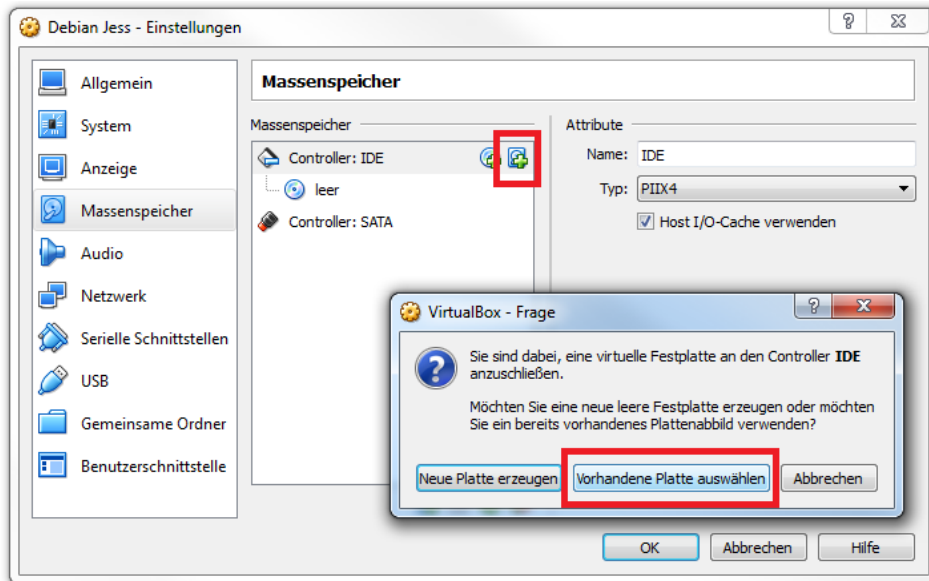 Debian Jess - Einstellungen
Allgemein
System
Anzeige
Massenspeicher
Audio
Netzwerk
Serielle Schnittstellen
USB
Gemeinsame Ordner
Benutzerschnittstelle
Massenspeicher
Massenspeicher
Controller: IDE
leer
Controller: SATA
Attribute
Name: IDE
Typ: PIIX4
Host I/O-Cache verwenden
VirtualBox - Frage
Sie sind dabei, eine virtuelle Festplatte an den Controller IDE
anzuschließen.
Möchten Sie eine neue leere Festplatte erzeugen oder möchten
Sie ein bereits vorhandenes Plattenabbild verwenden?
Neue Platte erzeugen
Vorhandene Platte auswählen
Abbrechen
OK
Abbrechen
Hilfe